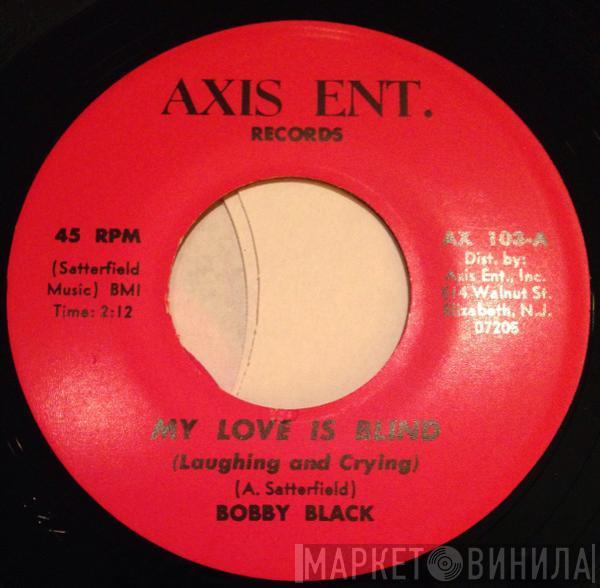 AXIS ENT.
RECORDS
45 RPM
(Satterfield
Music) BMI
Time: 2:12
AX 103-A
Dist. by:
Axis Ent., Inc.
614 Walnut St.
Elizabeth, N.J.
07206
MY LOVE IS BLIND
(Laughing and Crying)
(A. Satterfield)
BOBBY BLACK
МАРКЕТ ВИНИЛА